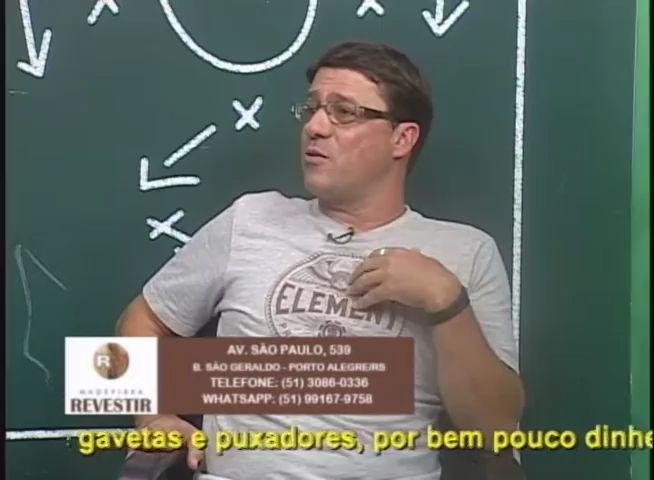 ELEMENT
AV. SÃO PAULO, 539
B. SÃO GERALDO - PORTO ALEGRE/RS
TELEFONE: (51) 3086-0336
WHATSAPP: (51) 99167-9758
R
MADEFIBRA
REVESTIR
gavetas e puxadores, por bem pouco dinhe